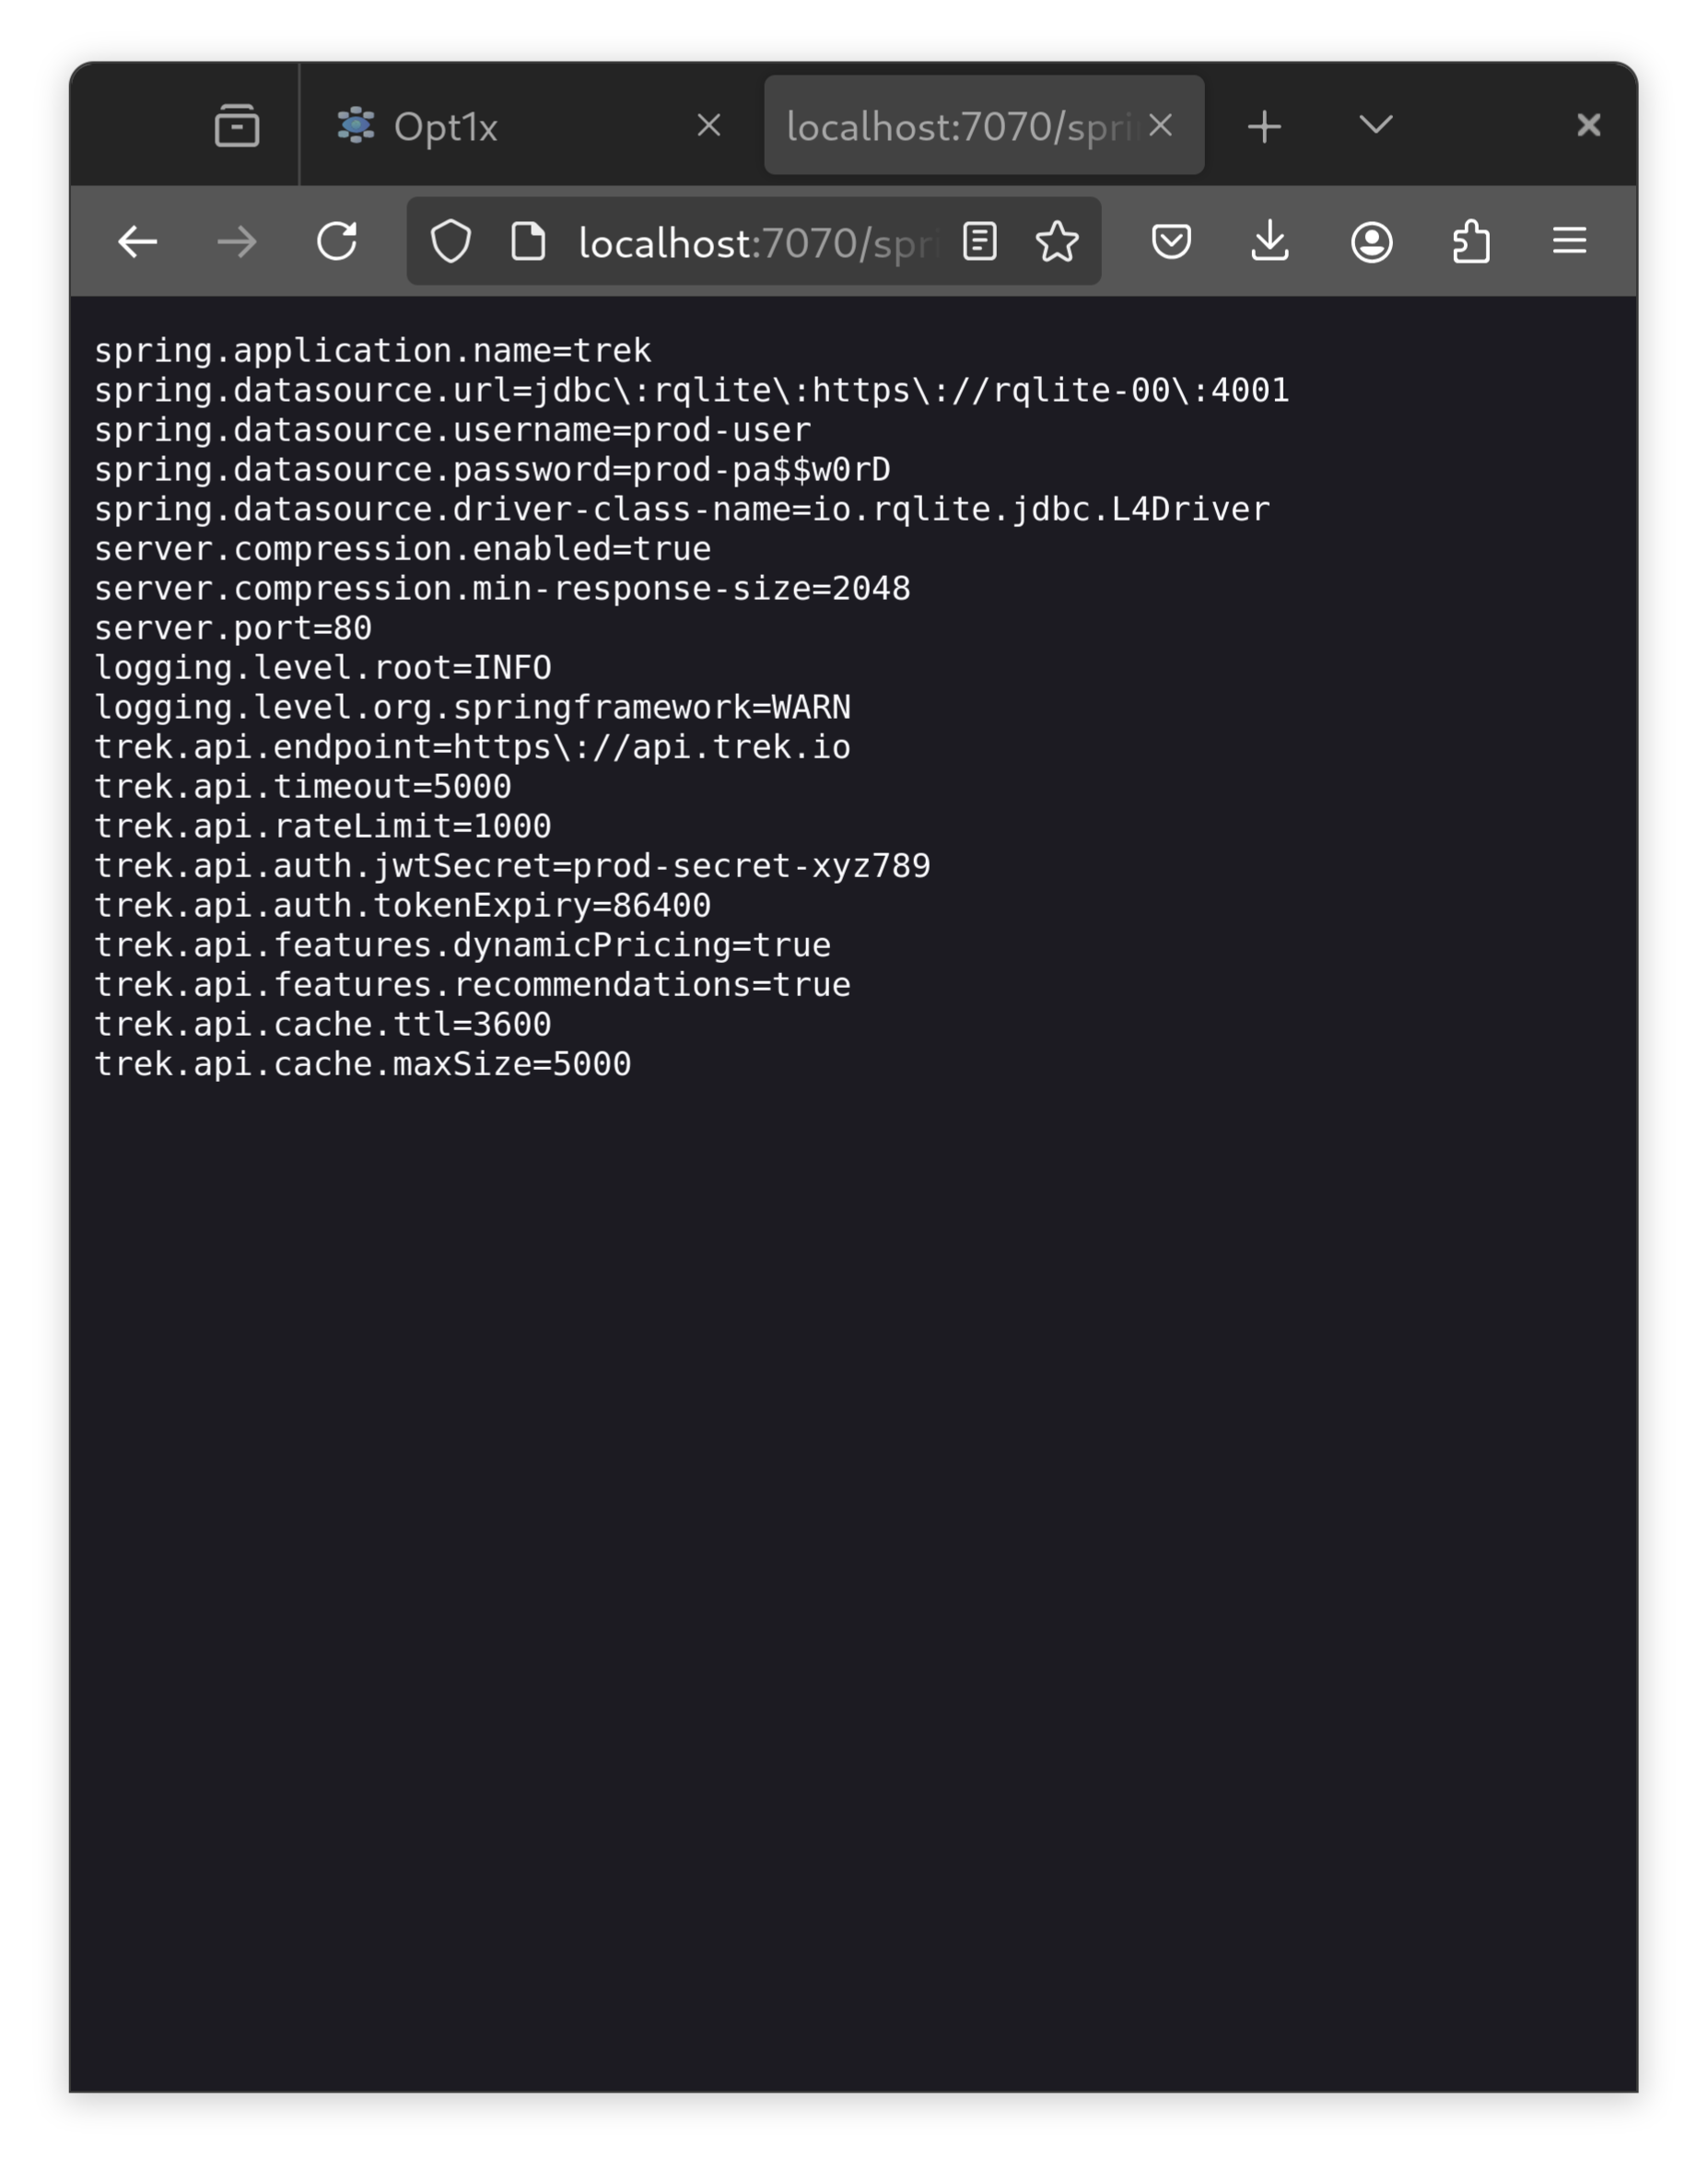 Opt1x
localhost:7070/spri
localhost:7070/spri
spring.application.name=trek
spring.datasource.url=jdbc\:rqlite\:https\://rqlite-00\:4001
spring.datasource.username=prod-user
spring.datasource.password=prod-pa$$w0rD
spring.datasource.driver-class-name=io.rqlite.jdbc.L4Driver
server.compression.enabled=true
server.compression.min-response-size=2048
server.port=80
logging.level.root=INFO
logging.level.org.springframework=WARN
trek.api.endpoint=https\://api.trek.io
trek.api.timeout=5000
trek.api.rateLimit=1000
trek.api.auth.jwtSecret=prod-secret-xyz789
trek.api.auth.tokenExpiry=86400
trek.api.features.dynamicPricing=true
trek.api.features.recommendations=true
trek.api.cache.ttl=3600
trek.api.cache.maxSize=5000